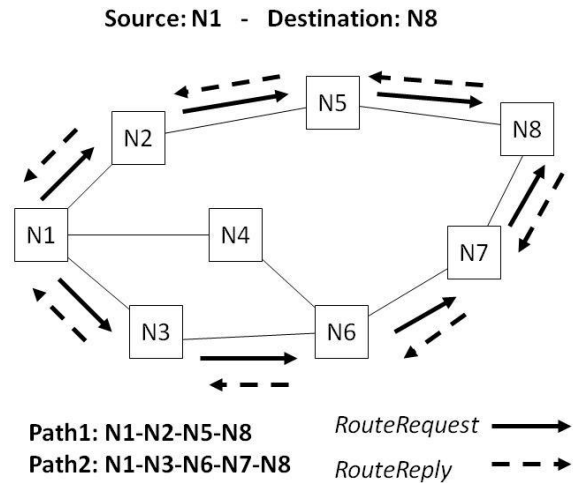 Source: N1 - Destination: N8
N5
N2
N8
N1
N4
N7
N3
N6
Path1: N1-N2-N5-N8
Path2: N1-N3-N6-N7-N8
RouteRequest
RouteReply